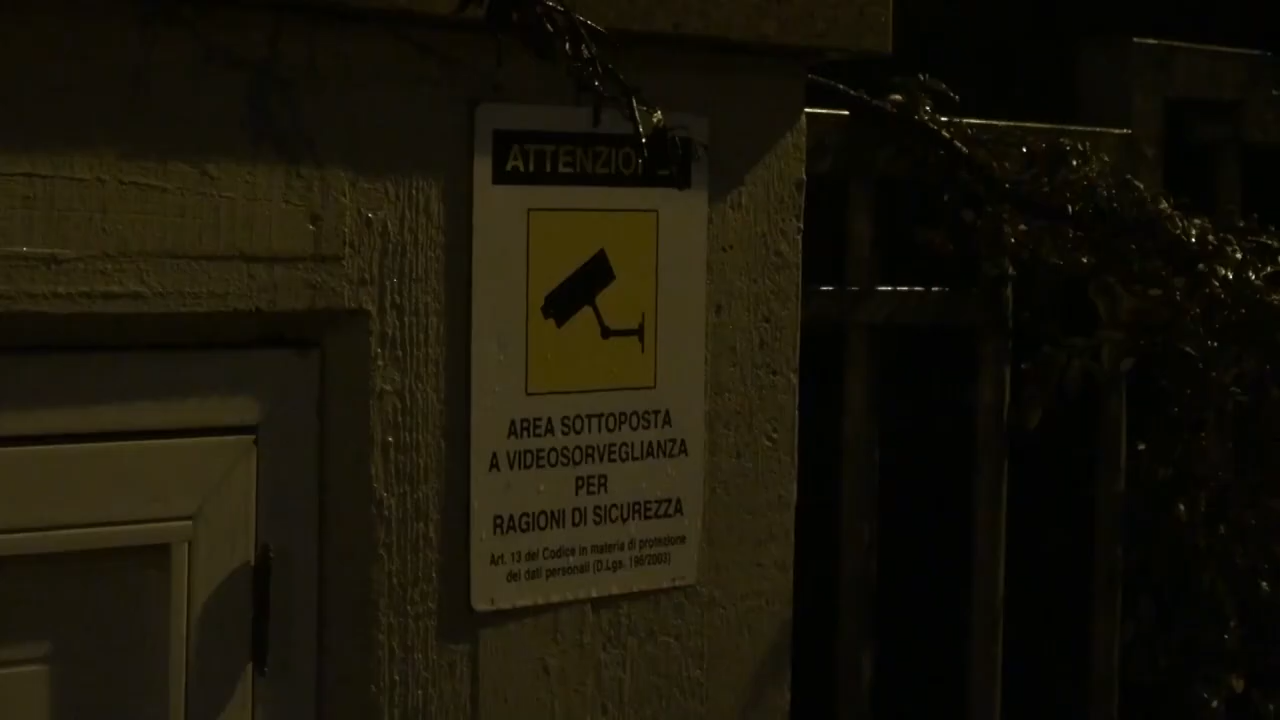 AREA SOTTOPOSTA
A VIDEOSORVEGLIANZA
PER
RAGIONI DI SICUREZZA
Art. 13 del Codice in materia di protezione
dei dati personali (D.Lgs. 196/2003)